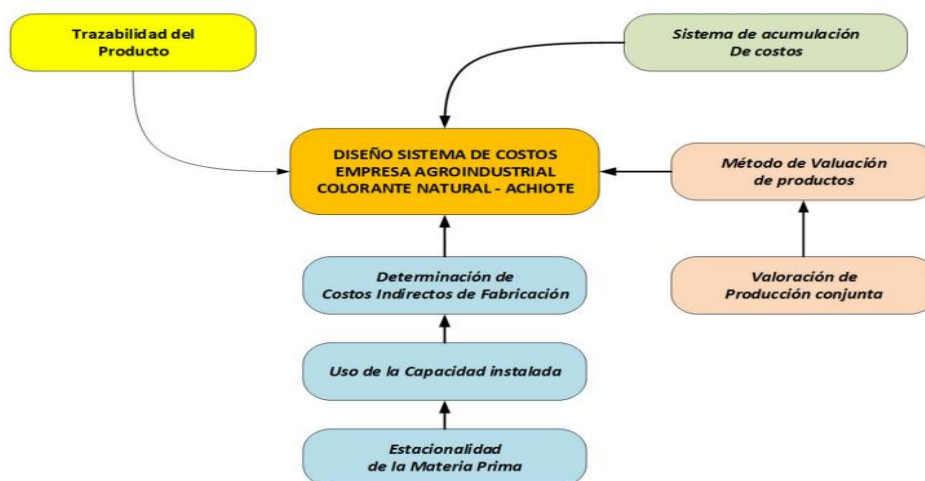 Trazabilidad del
Producto
Sistema de acumulación
De costos
DISEÑO SISTEMA DE COSTOS
EMPRESA AGROINDUSTRIAL
COLORANTE NATURAL - ACHIOTE
Método de Valuación
de productos
Determinación de
Costos Indirectos de Fabricación
Valoración de
Producción conjunta
Uso de la Capacidad instalada
Estacionalidad
de la Materia Prima